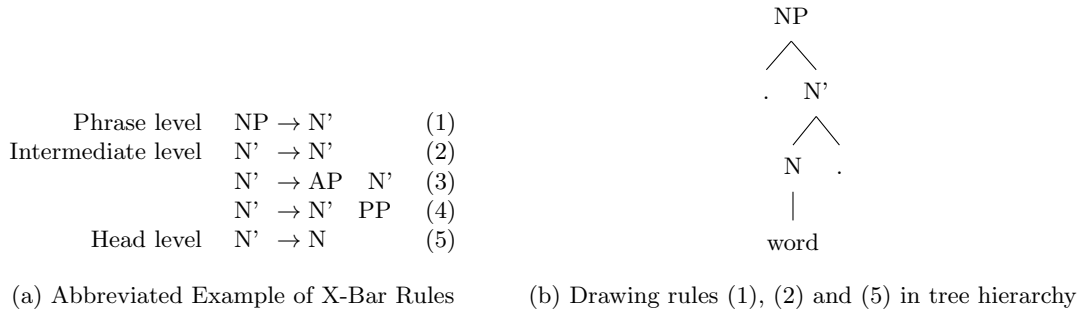 NP
. N'
N .
word
Phrase level NP → N' (1)
Intermediate level N' → N' (2)
N' → AP N' (3)
N' → N' PP (4)
Head level N' → N (5)
(a) Abbreviated Example of X-Bar Rules
(b) Drawing rules (1), (2) and (5) in tree hierarchy